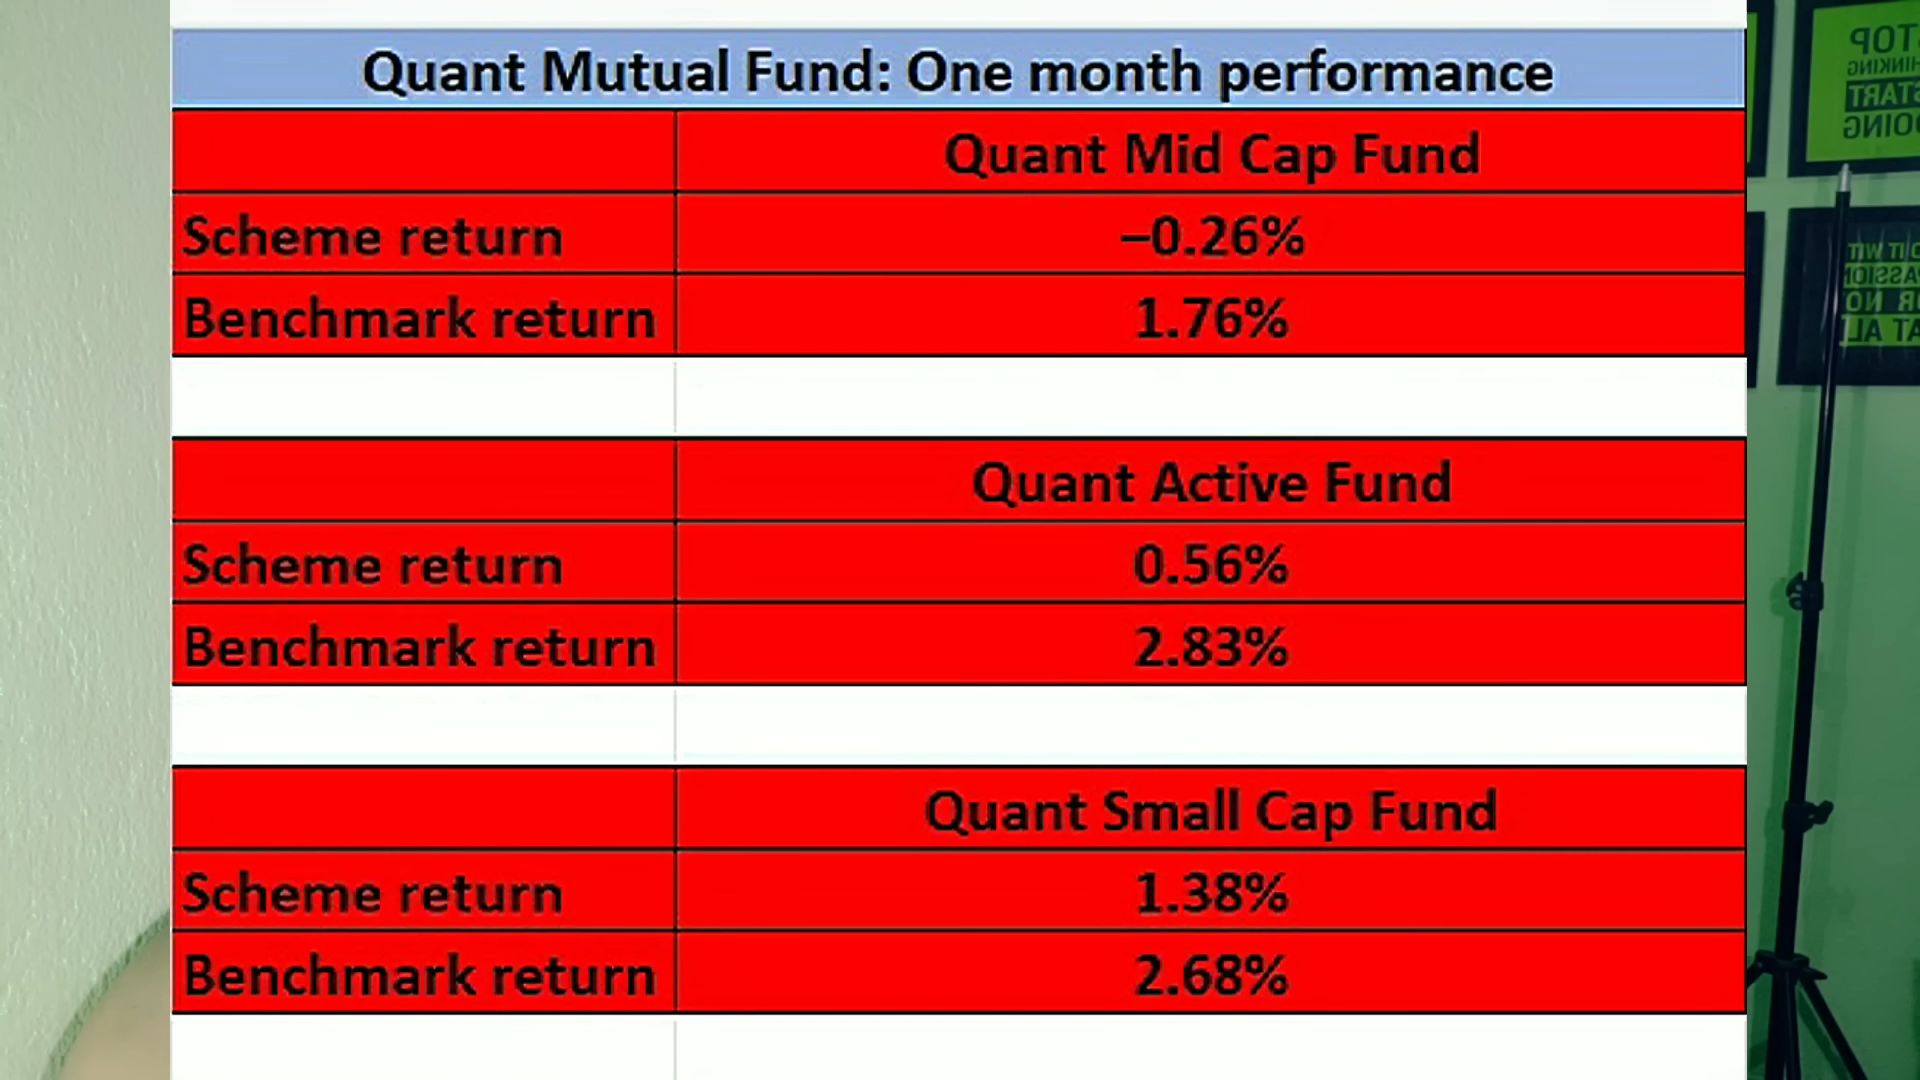 Quant Mutual Fund: One month performance
Quant Mid Cap Fund
Scheme return –0.26%
Benchmark return 1.76%
Quant Active Fund
Scheme return 0.56%
Benchmark return 2.83%
Quant Small Cap Fund
Scheme return 1.38%
Benchmark return 2.68%
START